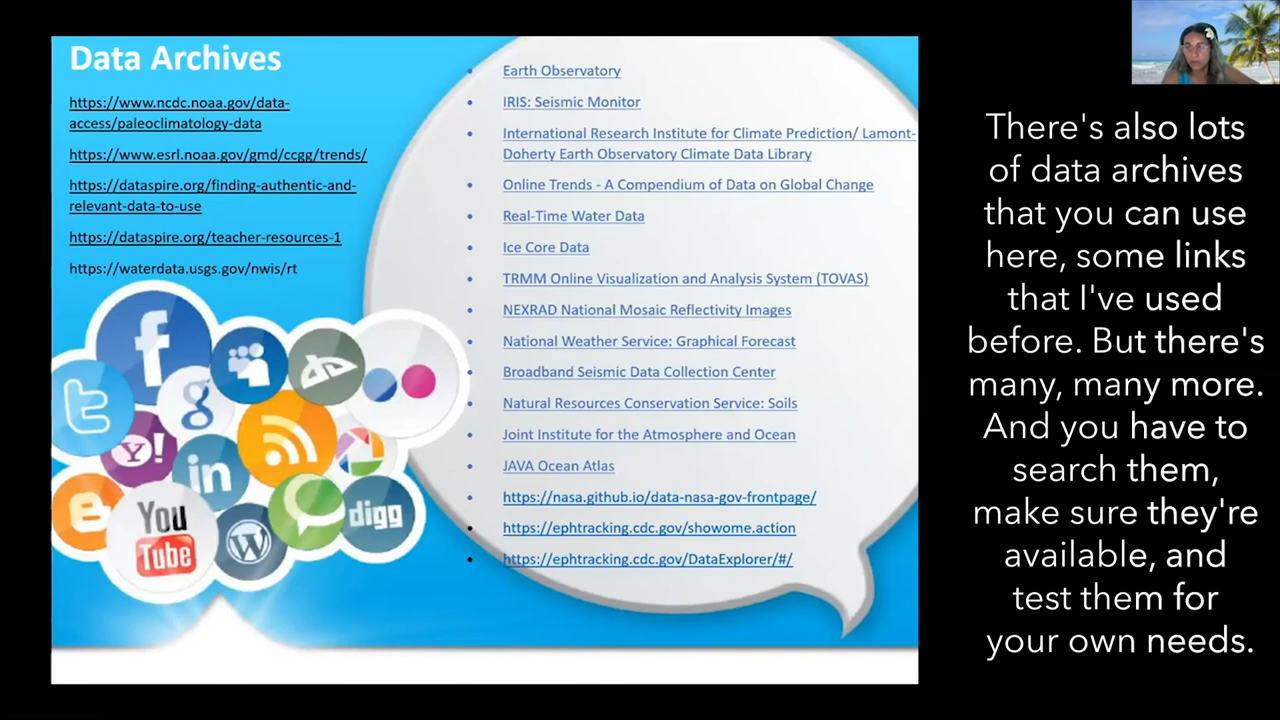 Data Archives
https://www.ncdc.noaa.gov/data-
access/paleoclimatology-data
https://www.esrl.noaa.gov/gmd/ccgg/trends/
https://dataspire.org/finding-authentic-and-
relevant-data-to-use
https://dataspire.org/teacher-resources-1
https://waterdata.usgs.gov/nwis/rt
Earth Observatory
IRIS: Seismic Monitor
International Research Institute for Climate Prediction/ Lamont-
Doherty Earth Observatory Climate Data Library
Online Trends - A Compendium of Data on Global Change
Real-Time Water Data
Ice Core Data
TRMM Online Visualization and Analysis System (TOVAS)
NEXRAD National Mosaic Reflectivity Images
National Weather Service: Graphical Forecast
Broadband Seismic Data Collection Center
Natural Resources Conservation Service: Soils
Joint Institute for the Atmosphere and Ocean
JAVA Ocean Atlas
https://nasa.github.io/data-nasa-gov-frontpage/
https://ephtracking.cdc.gov/showome.action
https://ephtracking.cdc.gov/DataExplorer/#/
f
t
g
Y!
in
B
You
Tube
W
digg
There's also lots
of data archives
that you can use
here, some links
that I've used
before. But there's
many, many more.
And you have to
search them,
make sure they're
available, and
test them for
your own needs.